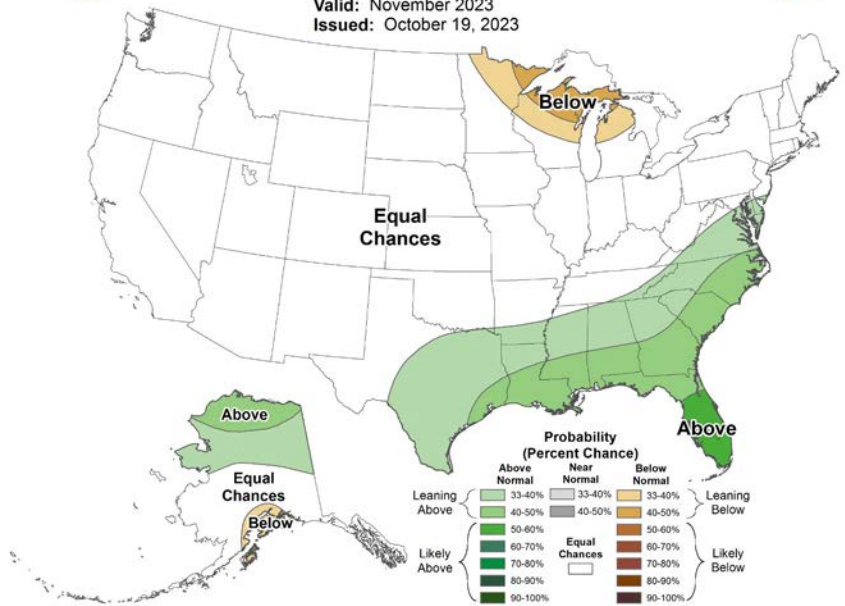 Valid: November 2023
Issued: October 19, 2023
Below
Equal
Chances
Above
Above
Equal
Chances
Below
Probability
(Percent Chance)
Above
Normal
Near
Normal
Below
Normal
Leaning
Above
33-40%
33-40%
33-40%
Leaning
Below
40-50%
40-50%
40-50%
Likely
Above
50-60%
50-60%
Likely
Below
60-70%
Equal
Chances
60-70%
70-80%
70-80%
80-90%
80-90%
90-100%
90-100%